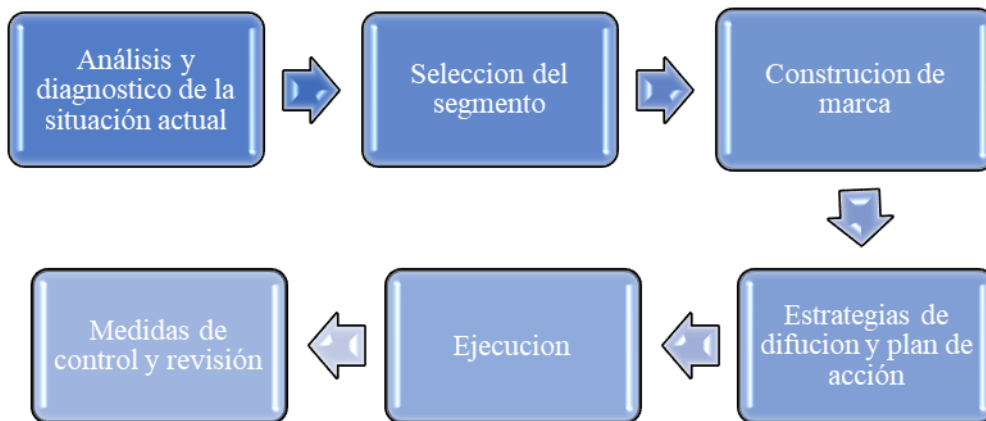 Análisis y
diagnostico de la
situación actual
Seleccion del
segmento
Construcion de
marca
Estrategias de
difucion y plan de
acción
Ejecucion
Medidas de
control y revisión